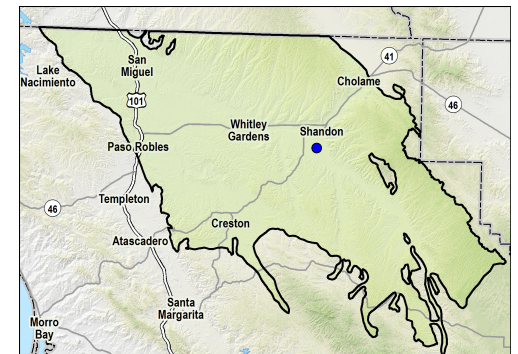 San
Miguel
41
Lake
Nacimiento
Cholame
101
46
Whitley
Gardens
Shandon
Paso Robles
Templeton
46
Creston
Atascadero
Santa
Margarita
Morro
Bay